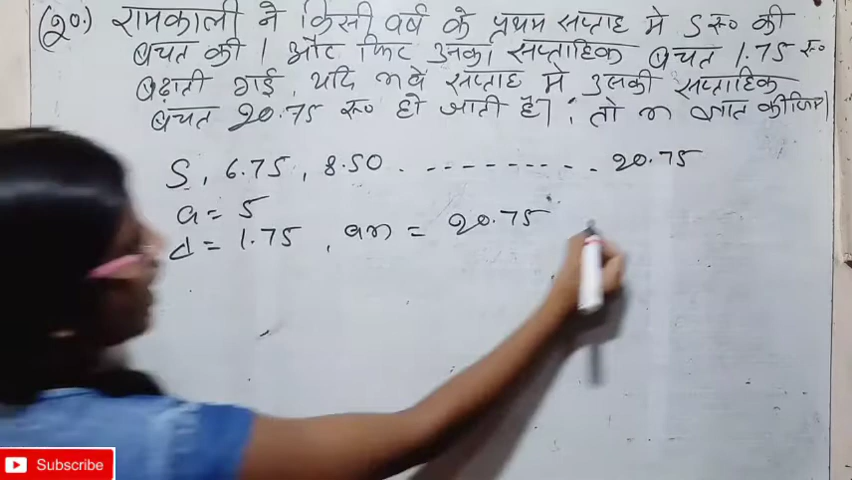 (20.) रामकाली ने किसी वर्ष के प्रथम सप्ताह मे 5 रू० की
बचत की। और फिर उनका सप्ताहिक बचत 1.75 रू०
बढ़ाती गई, यदि nवे सप्ताह मे उसकी सप्ताहिक
बचत 20.75 रू० हो जाती है। ; तो n ज्ञात कीजिए।
5, 6.75, 8.50. - - - - - - - - - . 20.75
a = 5
d = 1.75, an = 20.75
Subscribe